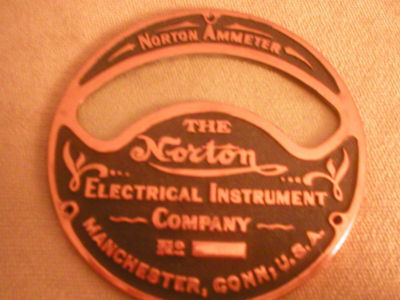 NORTON AMMETER
THE
Norton
ELECTRICAL INSTRUMENT
COMPANY
No
MANCHESTER, CONN; U.S.A.